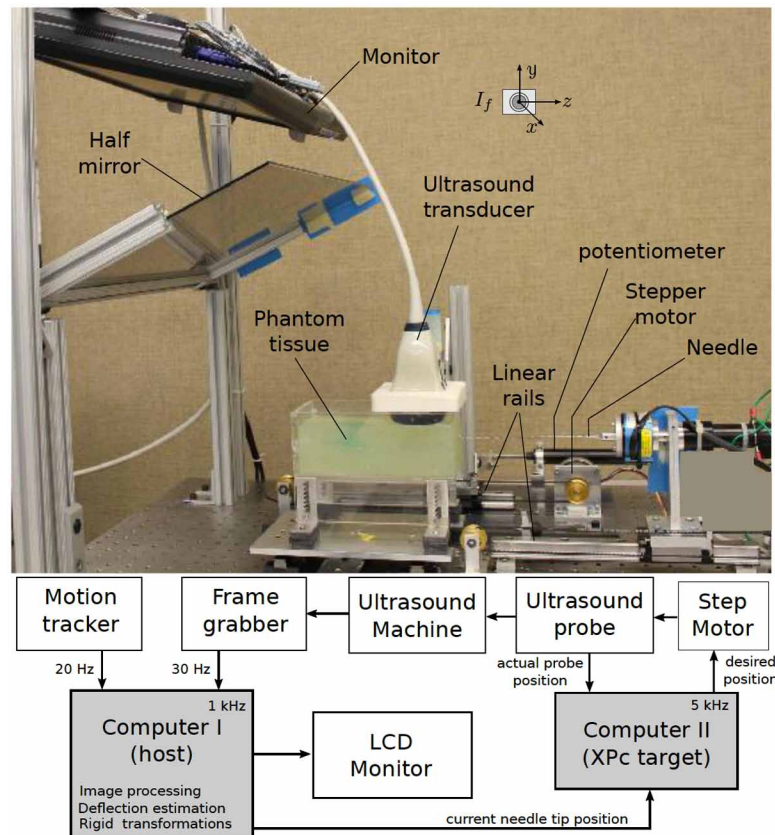 Monitor
y
I_f
z
x
Half
mirror
Ultrasound
transducer
potentiometer
Stepper
motor
Phantom
tissue
Needle
Linear
rails
Motion
tracker
Frame
grabber
Ultrasound
Machine
Ultrasound
probe
Step
Motor
20 Hz
30 Hz
actual probe
position
desired
position
1 kHz
Computer I
(host)
Image processing
Deflection estimation
Rigid transformations
LCD
Monitor
5 kHz
Computer II
(XPc target)
current needle tip position